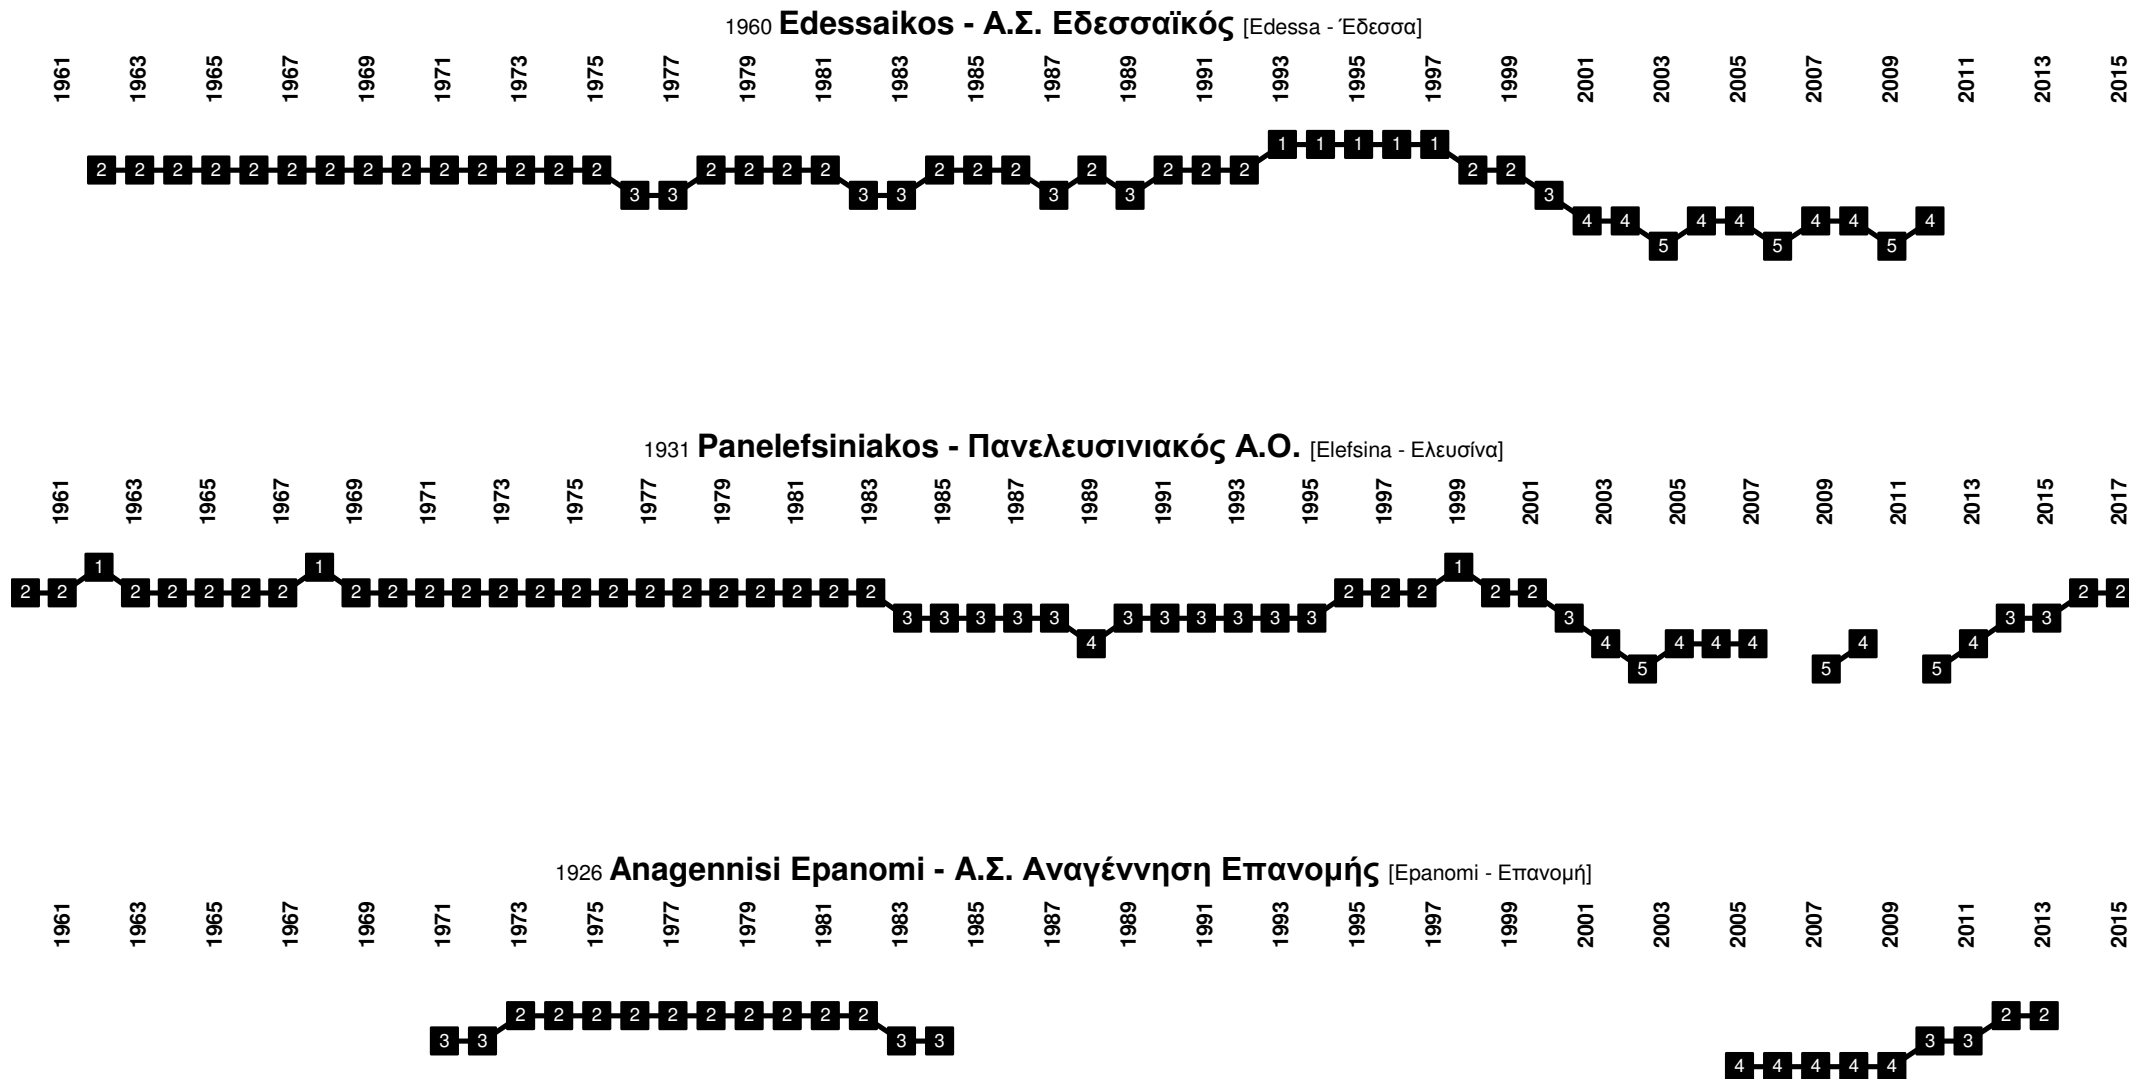 1960 Edessaikos - Α.Σ. Εδεσσαϊκός [Edessa - Έδεσσα]
1961 1963 1965 1967 1969 1971 1973 1975 1977 1979 1981 1983 1985 1987 1989 1991 1993 1995 1997 1999 2001 2003 2005 2007 2009 2011 2013 2015
1 1 1 1 1
2 2 2 2 2 2 2 2 2 2 2 2 2 2 2 2 2 2 2 2 2 2 2 2 2 2 2
3 3 3 3 3 3 3
4 4 4 4 4 4 4
5 5 5
1931 Panelefsiniakos - Πανελευσινιακός Α.Ο. [Elefsina - Ελευσίνα]
1961 1963 1965 1967 1969 1971 1973 1975 1977 1979 1981 1983 1985 1987 1989 1991 1993 1995 1997 1999 2001 2003 2005 2007 2009 2011 2013 2015 2017
1 1 1
2 2 2 2 2 2 2 2 2 2 2 2 2 2 2 2 2 2 2 2 2 2 2 2 2 2 2 2 2
3 3 3 3 3 3 3 3 3 3 3 3 3 3
4 4 4 4 4 4 4
5 5 5
1926 Anagennisi Epanomi - Α.Σ. Αναγέννηση Επανομής [Epanomi - Επανομή]
1961 1963 1965 1967 1969 1971 1973 1975 1977 1979 1981 1983 1985 1987 1989 1991 1993 1995 1997 1999 2001 2003 2005 2007 2009 2011 2013 2015
2 2 2 2 2 2 2 2 2 2 2 2
3 3 3 3 3 3
4 4 4 4 4